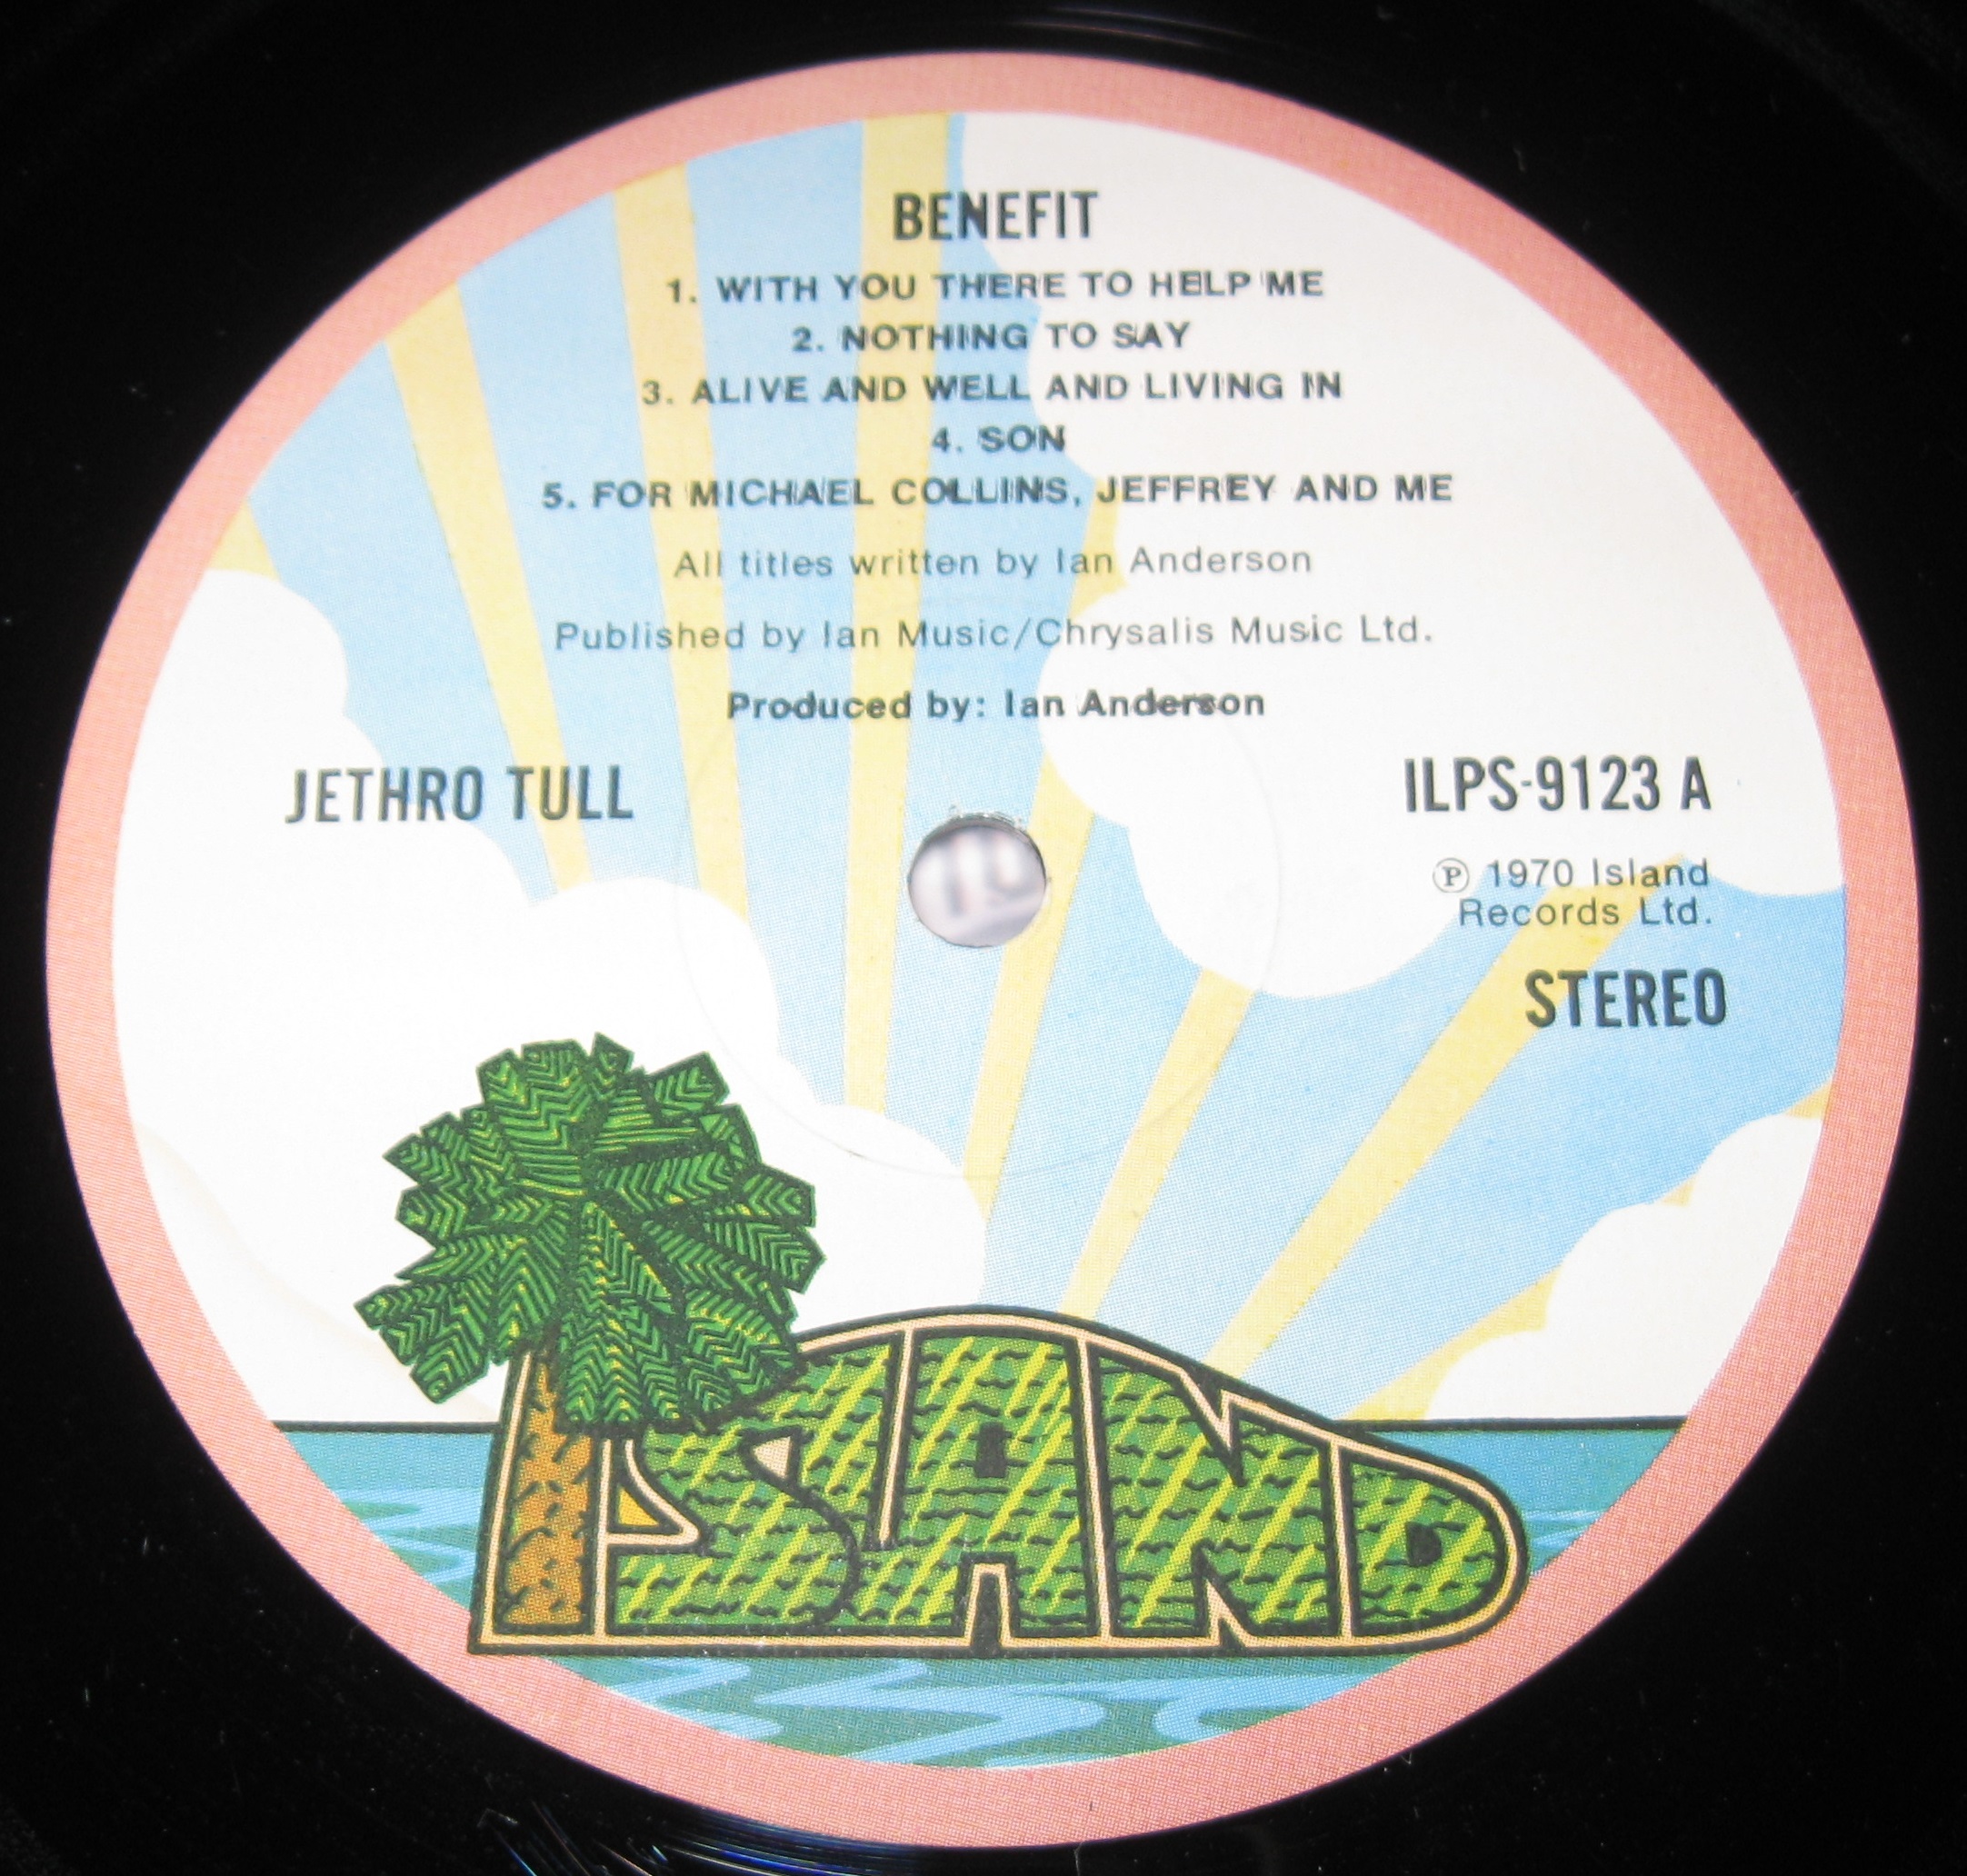 BENEFIT
1. WITH YOU THERE TO HELP ME
2. NOTHING TO SAY
3. ALIVE AND WELL AND LIVING IN
4. SON
5. FOR MICHAEL COLLINS, JEFFREY AND ME
All titles written by Ian Anderson
Published by Ian Music/Chrysalis Music Ltd.
Produced by: Ian Anderson
JETHRO TULL
ILPS-9123 A
Ⓟ 1970 Island
Records Ltd.
STEREO
ISLAND